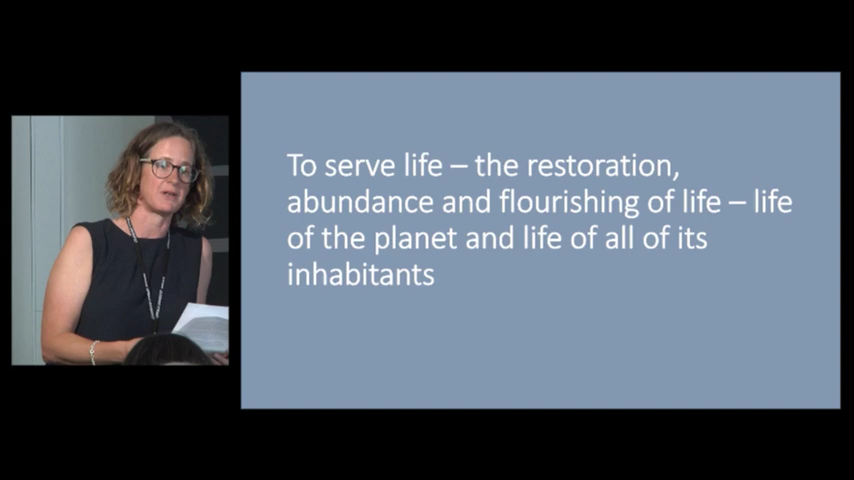 To serve life – the restoration,
abundance and flourishing of life – life
of the planet and life of all of its
inhabitants